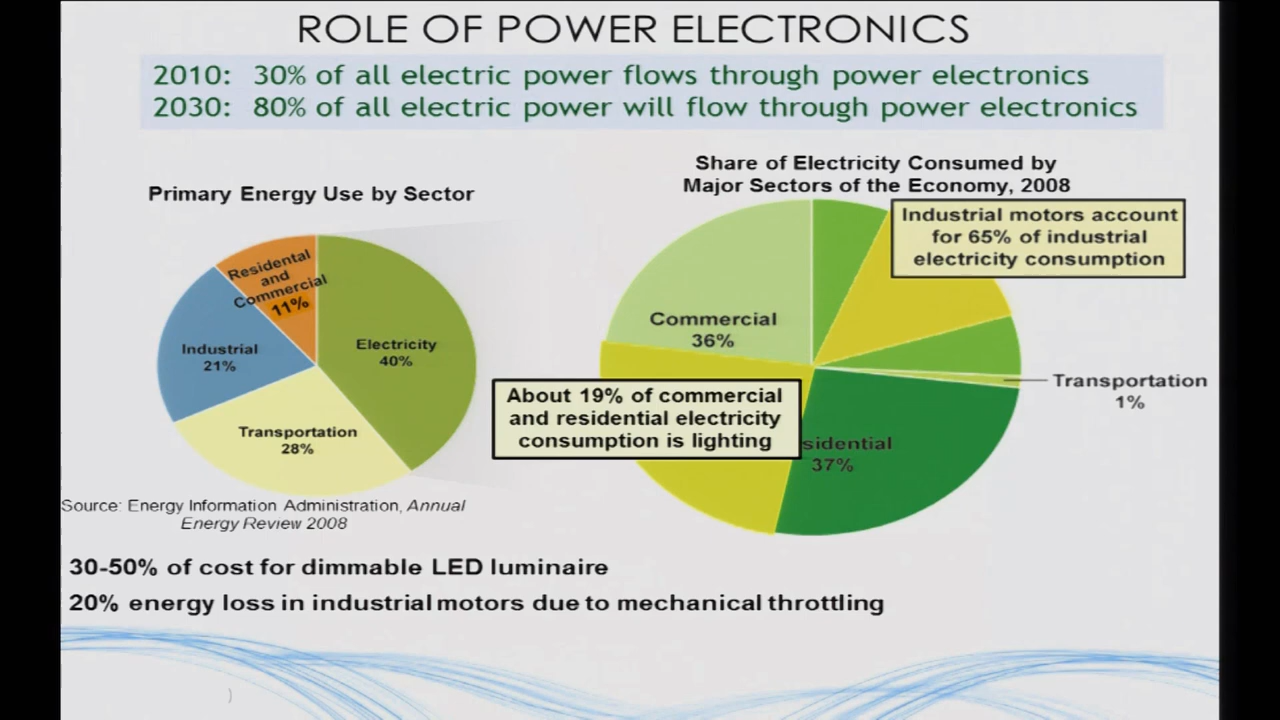 ROLE OF POWER ELECTRONICS
2010: 30% of all electric power flows through power electronics
2030: 80% of all electric power will flow through power electronics
Primary Energy Use by Sector
Residental
and
Commercial
11%
Industrial
21%
Electricity
40%
Transportation
28%
Source: Energy Information Administration, Annual
Energy Review 2008
Share of Electricity Consumed by
Major Sectors of the Economy, 2008
Industrial motors account
for 65% of industrial
electricity consumption
Commercial
36%
Transportation
1%
About 19% of commercial
and residential electricity
consumption is lighting
sidential
37%
30-50% of cost for dimmable LED luminaire
20% energy loss in industrial motors due to mechanical throttling